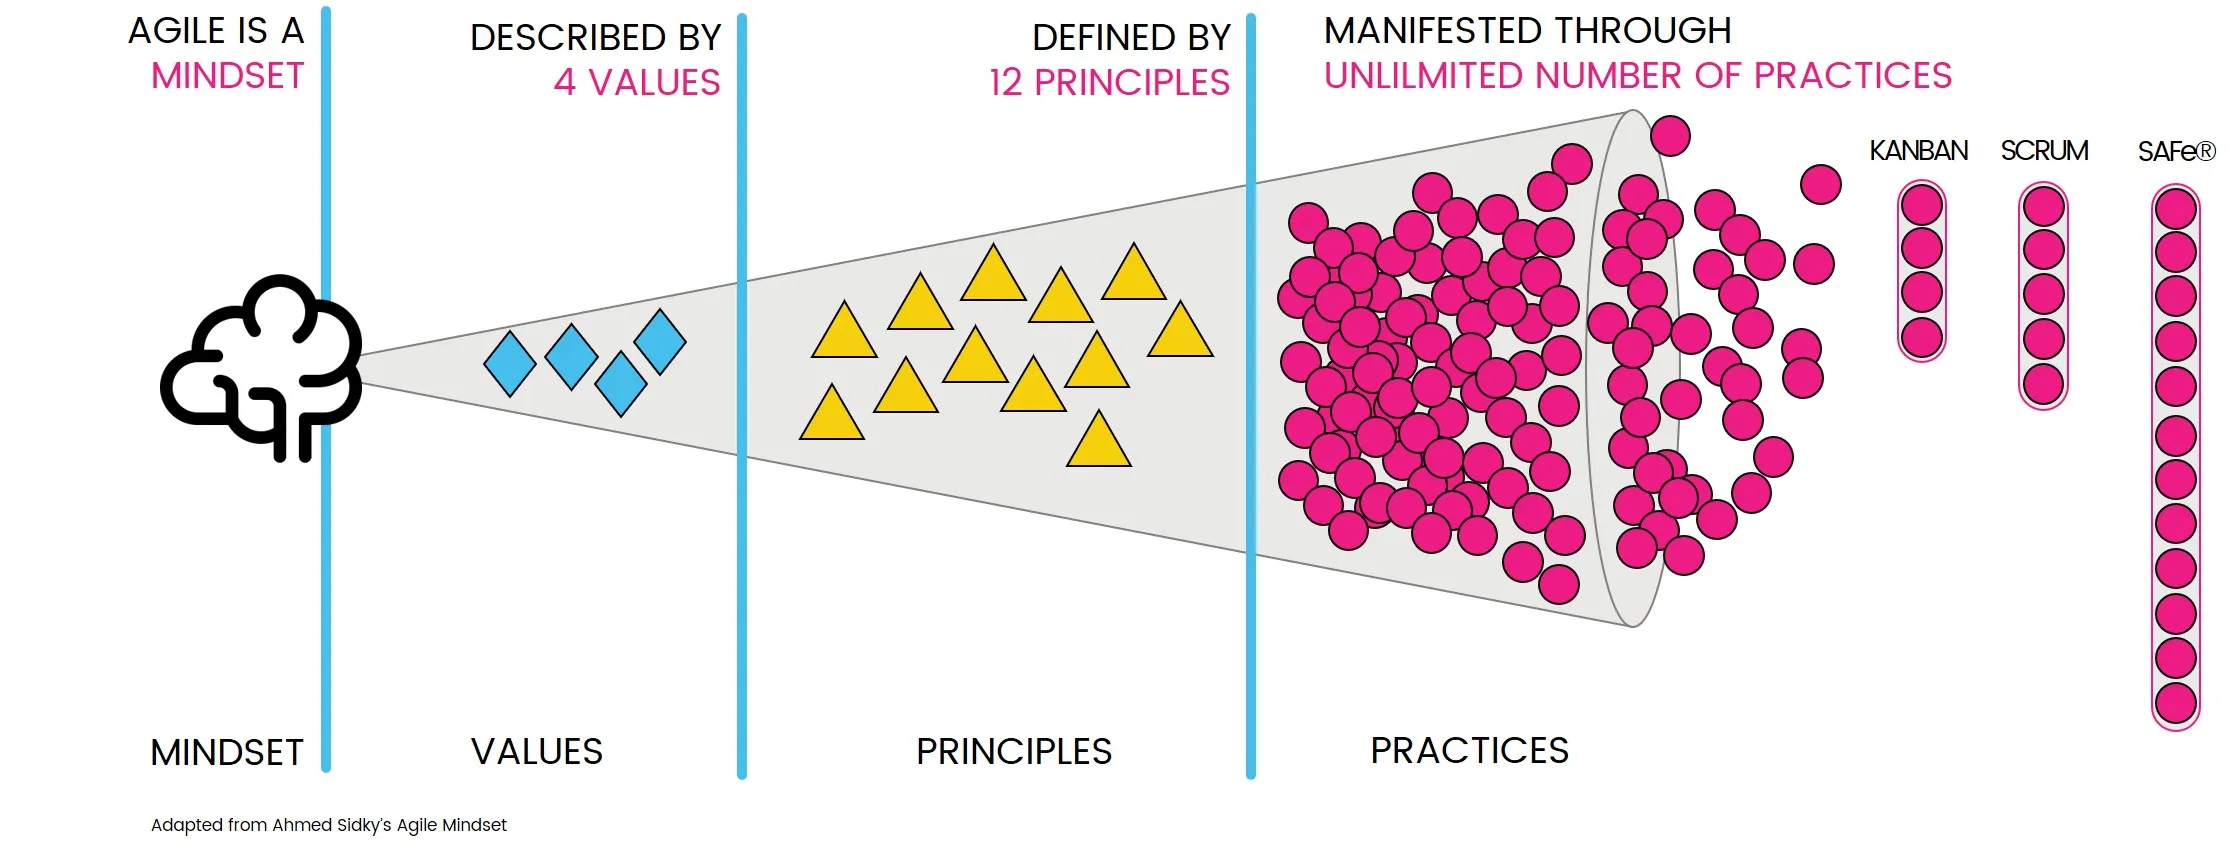 AGILE IS A
MINDSET
DESCRIBED BY
4 VALUES
DEFINED BY
12 PRINCIPLES
MANIFESTED THROUGH
UNLILMITED NUMBER OF PRACTICES
KANBAN
SCRUM
SAFe®
MINDSET
VALUES
PRINCIPLES
PRACTICES
Adapted from Ahmed Sidky's Agile Mindset